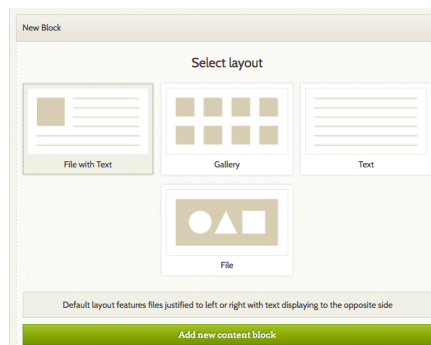 New Block
Select layout
File with Text
Gallery
Text
File
Default layout features files justified to left or right with text displaying to the opposite side
Add new content block